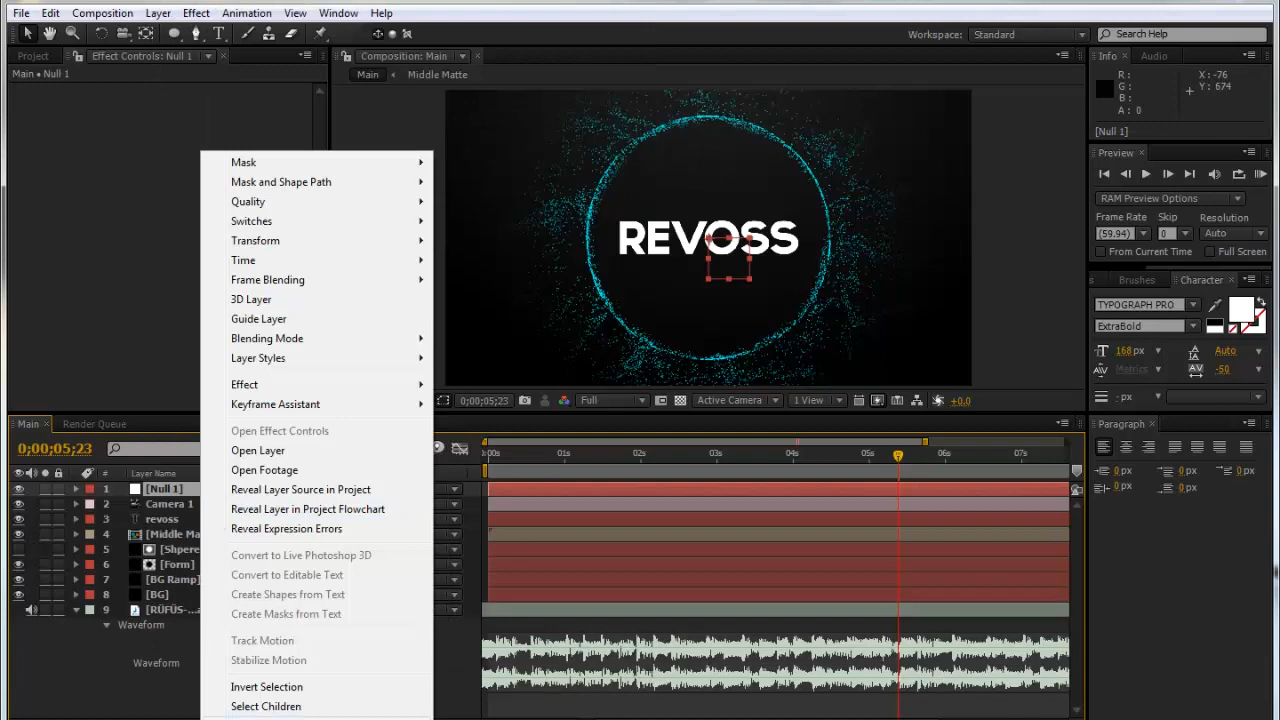 File Edit Composition Layer Effect Animation View Window Help
Workspace: Standard Search Help
Project Effect Controls: Null 1
Main • Null 1
Composition: Main
Main Middle Matte
REVOSS
Info Audio
R : X : -76
G : Y : 674
B :
A : 0
[Null 1]
Preview
RAM Preview Options
Frame Rate Skip Resolution
(59.94) 0 Auto
From Current Time Full Screen
Brushes Character
TYPOGRAPH PRO
ExtraBold
168 px Auto
Metrics -50
- px
Mask
Mask and Shape Path
Quality
Switches
Transform
Time
Frame Blending
3D Layer
Guide Layer
Blending Mode
Layer Styles
Effect
Keyframe Assistant
Open Effect Controls
Open Layer
Open Footage
Reveal Layer Source in Project
Reveal Layer in Project Flowchart
Reveal Expression Errors
Convert to Live Photoshop 3D
Convert to Editable Text
Create Shapes from Text
Create Masks from Text
Track Motion
Stabilize Motion
Invert Selection
Select Children
0;00;05;23 Full Active Camera 1 View +0.0
Main Render Queue
0;00;05;23
# Layer Name
1 [Null 1]
2 Camera 1
3 revoss
4 [Middle Ma
5 [Shpere
6 [Form]
7 [BG Ramp]
8 [BG]
9 [RÜFÜS-...a
Waveform
Waveform
0:00s 01s 02s 03s 04s 05s 06s 07s
Paragraph
0 px 0 px 0 px
0 px 0 px